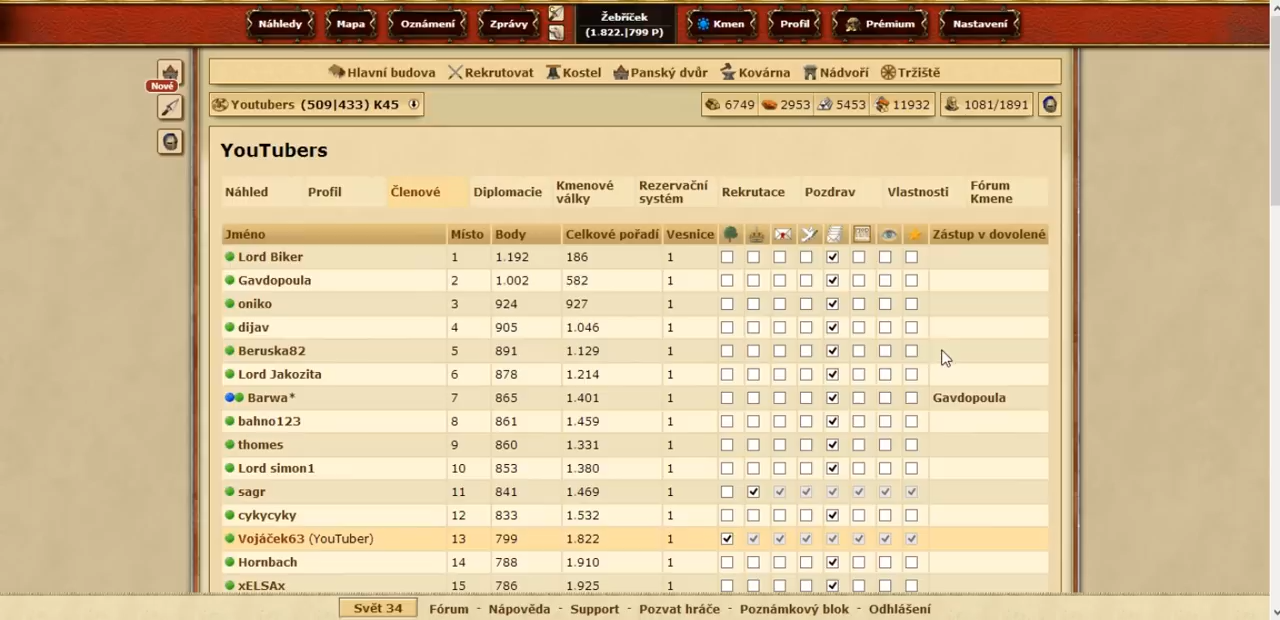 Náhledy Mapa Oznámení Zprávy Žebříček Kmen Profil Prémium Nastavení
(1.822.|799 P)
Nové
Hlavní budova Rekrutovat Kostel Panský dvůr Kovárna Nádvoří Tržiště
Youtubers (509|433) K45 6749 2953 5453 11932 1081/1891
YouTubers
Náhled Profil Členové Diplomacie Kmenové války Rezervační systém Rekrutace Pozdrav Vlastnosti Fórum Kmene
Jméno Místo Body Celkové pořadí Vesnice Zástup v dovolené
Lord Biker 1 1.192 186 1
Gavdopoula 2 1.002 582 1
oniko 3 924 927 1
dijav 4 905 1.046 1
Beruska82 5 891 1.129 1
Lord Jakozita 6 878 1.214 1
Barwa* 7 865 1.401 1 Gavdopoula
bahno123 8 861 1.459 1
thomes 9 860 1.331 1
Lord simon1 10 853 1.380 1
sagr 11 841 1.469 1
cykycyky 12 833 1.532 1
Vojáček63 (YouTuber) 13 799 1.822 1
Hornbach 14 788 1.910 1
xELSAx 15 786 1.925 1
Svět 34 Fórum - Nápověda - Support - Pozvat hráče - Poznámkový blok - Odhlášení